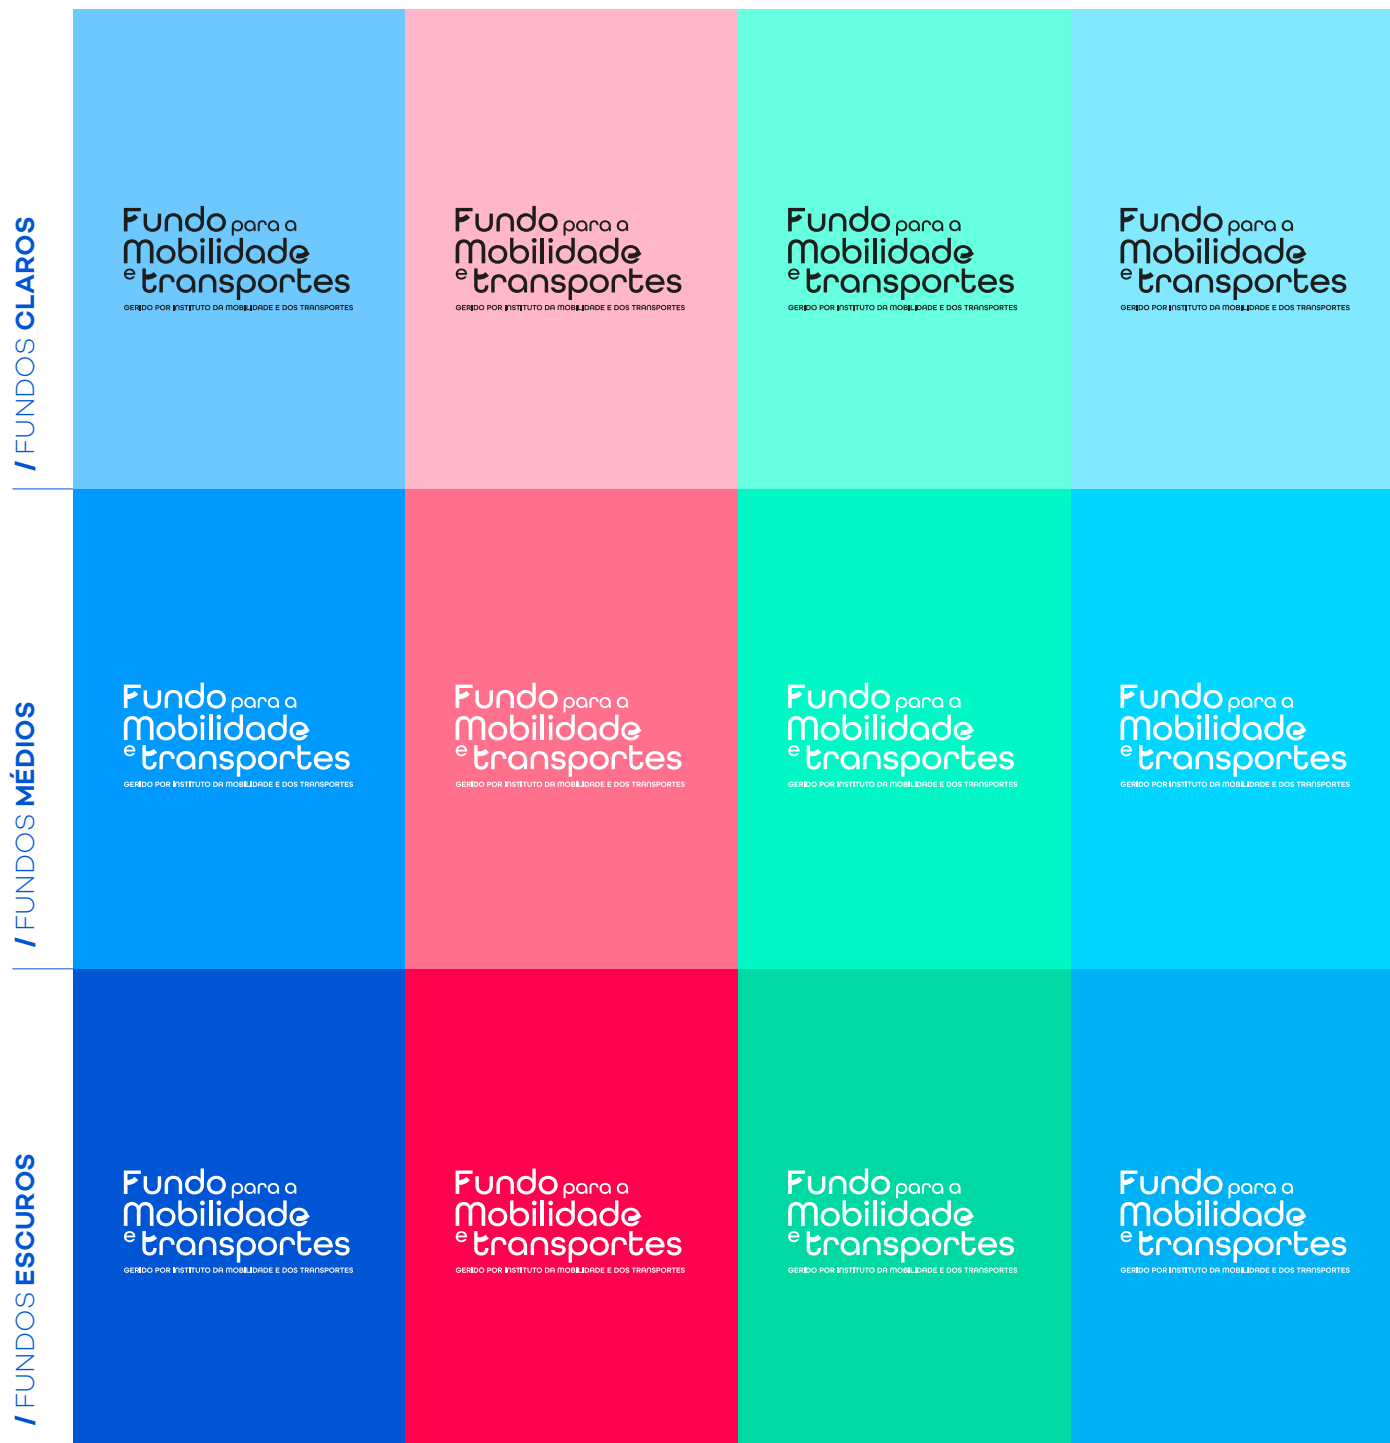 / FUNDOS CLAROS
Fundo para a
Mobilidade
e transportes
GERIDO POR INSTITUTO DA MOBILIDADE E DOS TRANSPORTES
Fundo para a
Mobilidade
e transportes
GERIDO POR INSTITUTO DA MOBILIDADE E DOS TRANSPORTES
Fundo para a
Mobilidade
e transportes
GERIDO POR INSTITUTO DA MOBILIDADE E DOS TRANSPORTES
Fundo para a
Mobilidade
e transportes
GERIDO POR INSTITUTO DA MOBILIDADE E DOS TRANSPORTES
/ FUNDOS MÉDIOS
Fundo para a
Mobilidade
e transportes
GERIDO POR INSTITUTO DA MOBILIDADE E DOS TRANSPORTES
Fundo para a
Mobilidade
e transportes
GERIDO POR INSTITUTO DA MOBILIDADE E DOS TRANSPORTES
Fundo para a
Mobilidade
e transportes
GERIDO POR INSTITUTO DA MOBILIDADE E DOS TRANSPORTES
Fundo para a
Mobilidade
e transportes
GERIDO POR INSTITUTO DA MOBILIDADE E DOS TRANSPORTES
/ FUNDOS ESCUROS
Fundo para a
Mobilidade
e transportes
GERIDO POR INSTITUTO DA MOBILIDADE E DOS TRANSPORTES
Fundo para a
Mobilidade
e transportes
GERIDO POR INSTITUTO DA MOBILIDADE E DOS TRANSPORTES
Fundo para a
Mobilidade
e transportes
GERIDO POR INSTITUTO DA MOBILIDADE E DOS TRANSPORTES
Fundo para a
Mobilidade
e transportes
GERIDO POR INSTITUTO DA MOBILIDADE E DOS TRANSPORTES